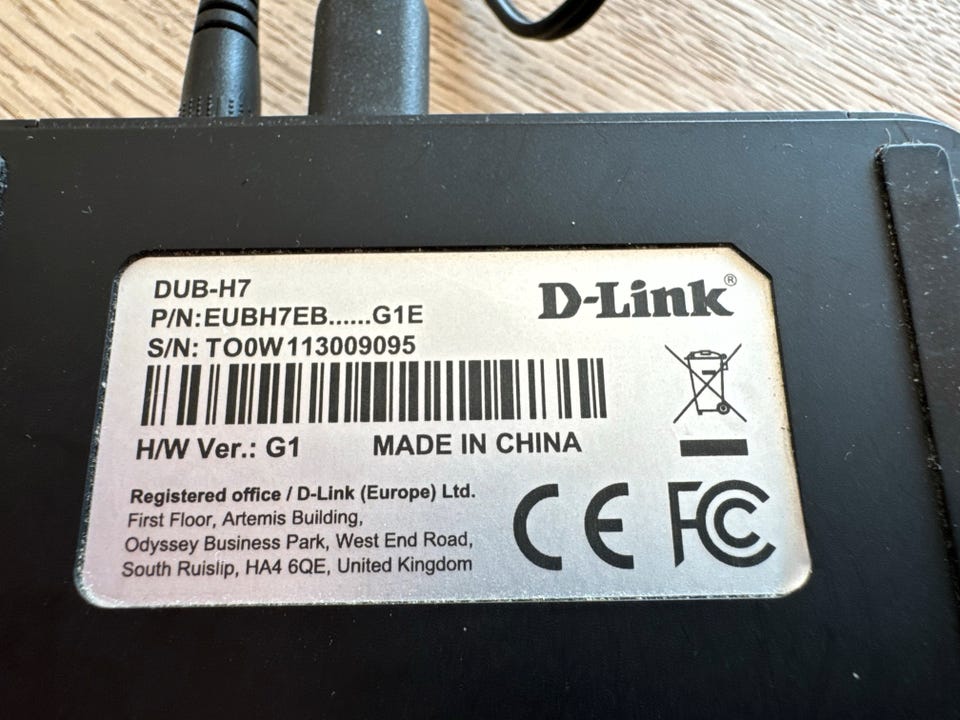 DUB-H7
P/N:EUBH7EB......G1E
S/N: TO0W113009095
D-Link®
H/W Ver.: G1 MADE IN CHINA
Registered office / D-Link (Europe) Ltd.
First Floor, Artemis Building,
Odyssey Business Park, West End Road,
South Ruislip, HA4 6QE, United Kingdom
CE FC